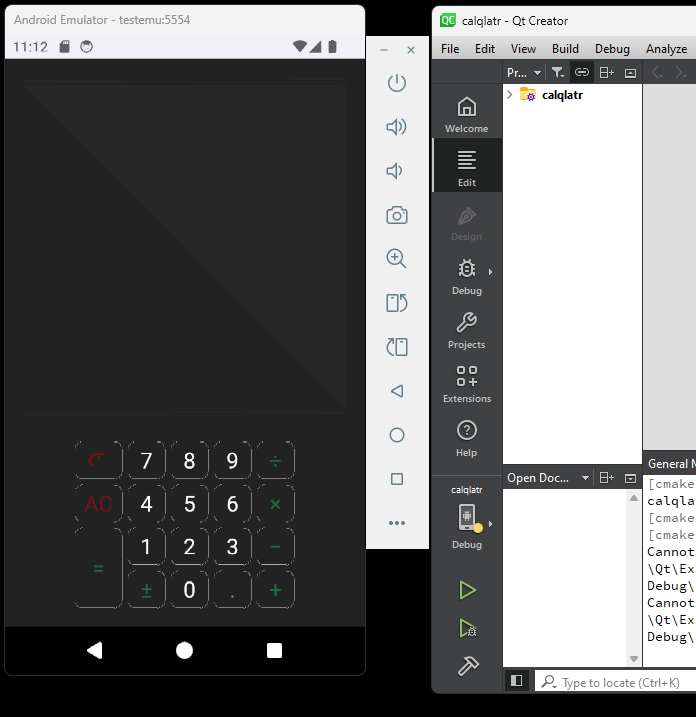 Android Emulator - testemu:5554
11:12
7 8 9 ÷
AC 4 5 6 ×
1 2 3 −
=
± 0 . +
QC calqlatr - Qt Creator
File Edit View Build Debug Analyze
Pr...
calqlatr
Welcome
Edit
Design
Debug
Projects
Extensions
Help
calqlatr
Debug
Open Doc...
General M
[cmake
calqla
[cmake
[cmake
Cannot
\Qt\Ex
Debug\
Cannot
\Qt\Ex
Debug\
Type to locate (Ctrl+K)